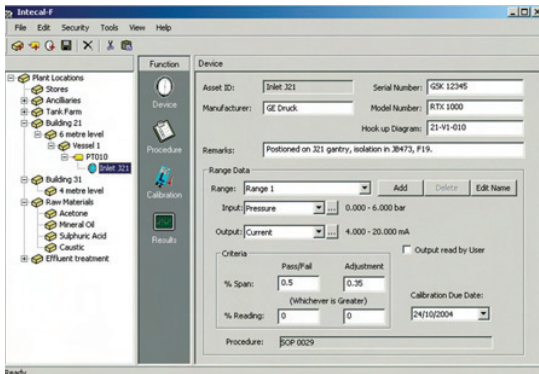 Intecal-F
File Edit Security Tools View Help
Function
Device
Plant Locations
Stores
Ancilliaries
Tank Farm
Building 21
6 metre level
Vessel 1
PT010
Inlet J21
Building 31
4 metre level
Raw Materials
Acetone
Mineral Oil
Sulphuric Acid
Caustic
Effluent treatment
Device
Procedure
Calibration
Results
Asset ID: Inlet J21 Serial Number: GSK 12345
Manufacturer: GE Druck Model Number: RTX 1000
Hook up Diagram: 21-V1-010
Remarks: Postioned on J21 gantry, isolation in JB473, F19.
Range Data
Range: Range 1 Add Delete Edit Name
Input: Pressure ... 0.000 - 6.000 bar
Output: Current ... 4.000 - 20.000 mA
Criteria Output read by User
Pass/Fail Adjustment
% Span: 0.5 0.35
(Whichever is Greater) Calibration Due Date:
% Reading: 0 0 24/10/2004
Procedure: SOP 0029
Ready